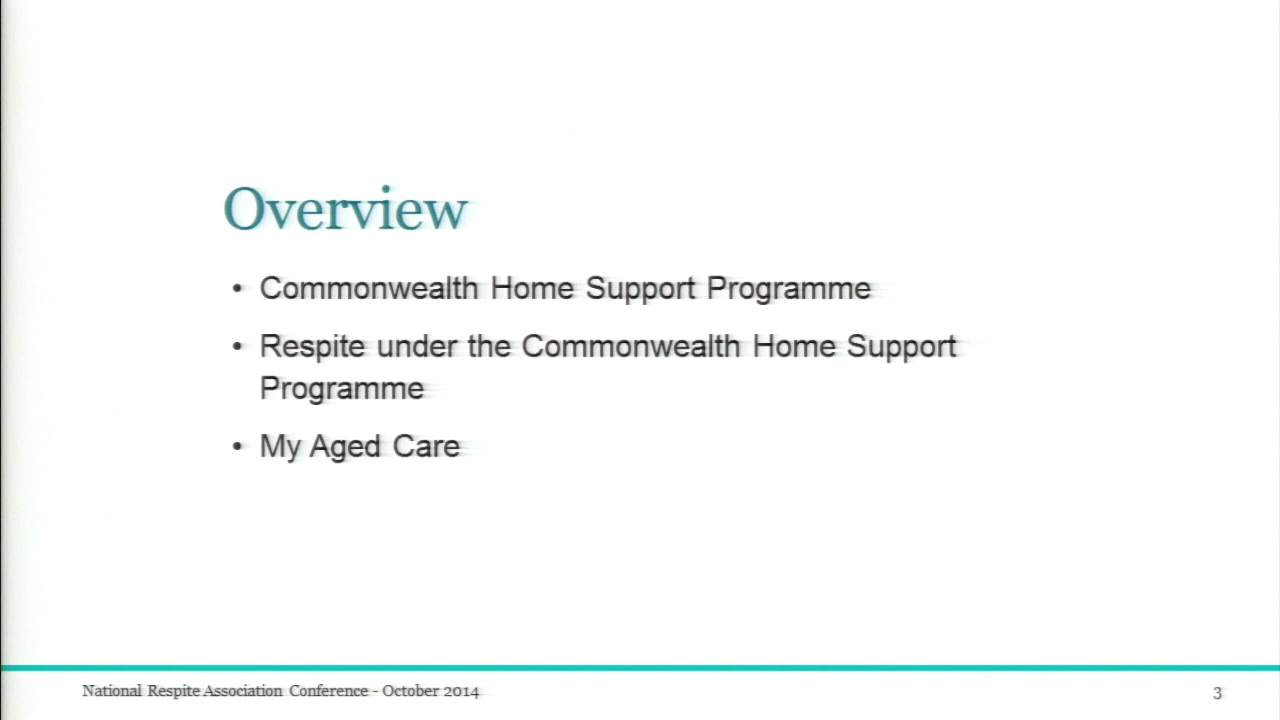 Overview
• Commonwealth Home Support Programme
• Respite under the Commonwealth Home Support
Programme
• My Aged Care
National Respite Association Conference - October 2014
3